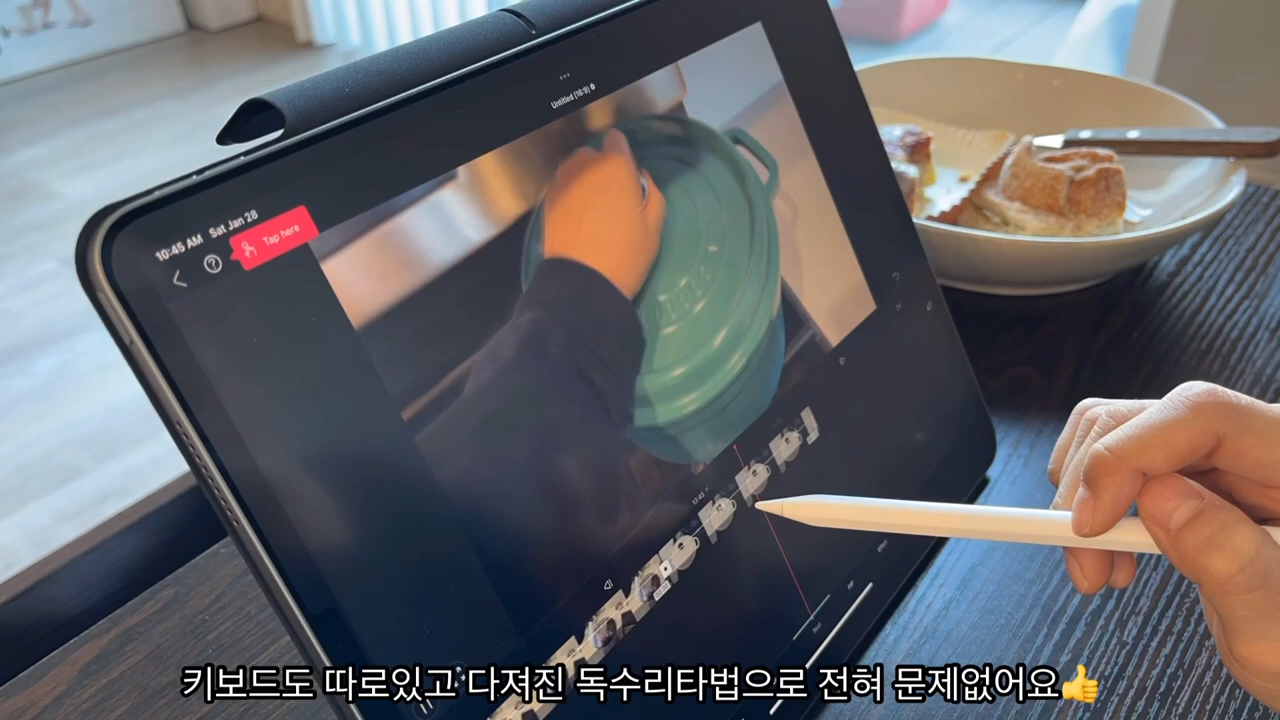 Untitled (16:9)
10:45 AM Sat Jan 28
Tap here
키보드도 따로있고 다져진 독수리타법으로 전혀 문제없어요👍